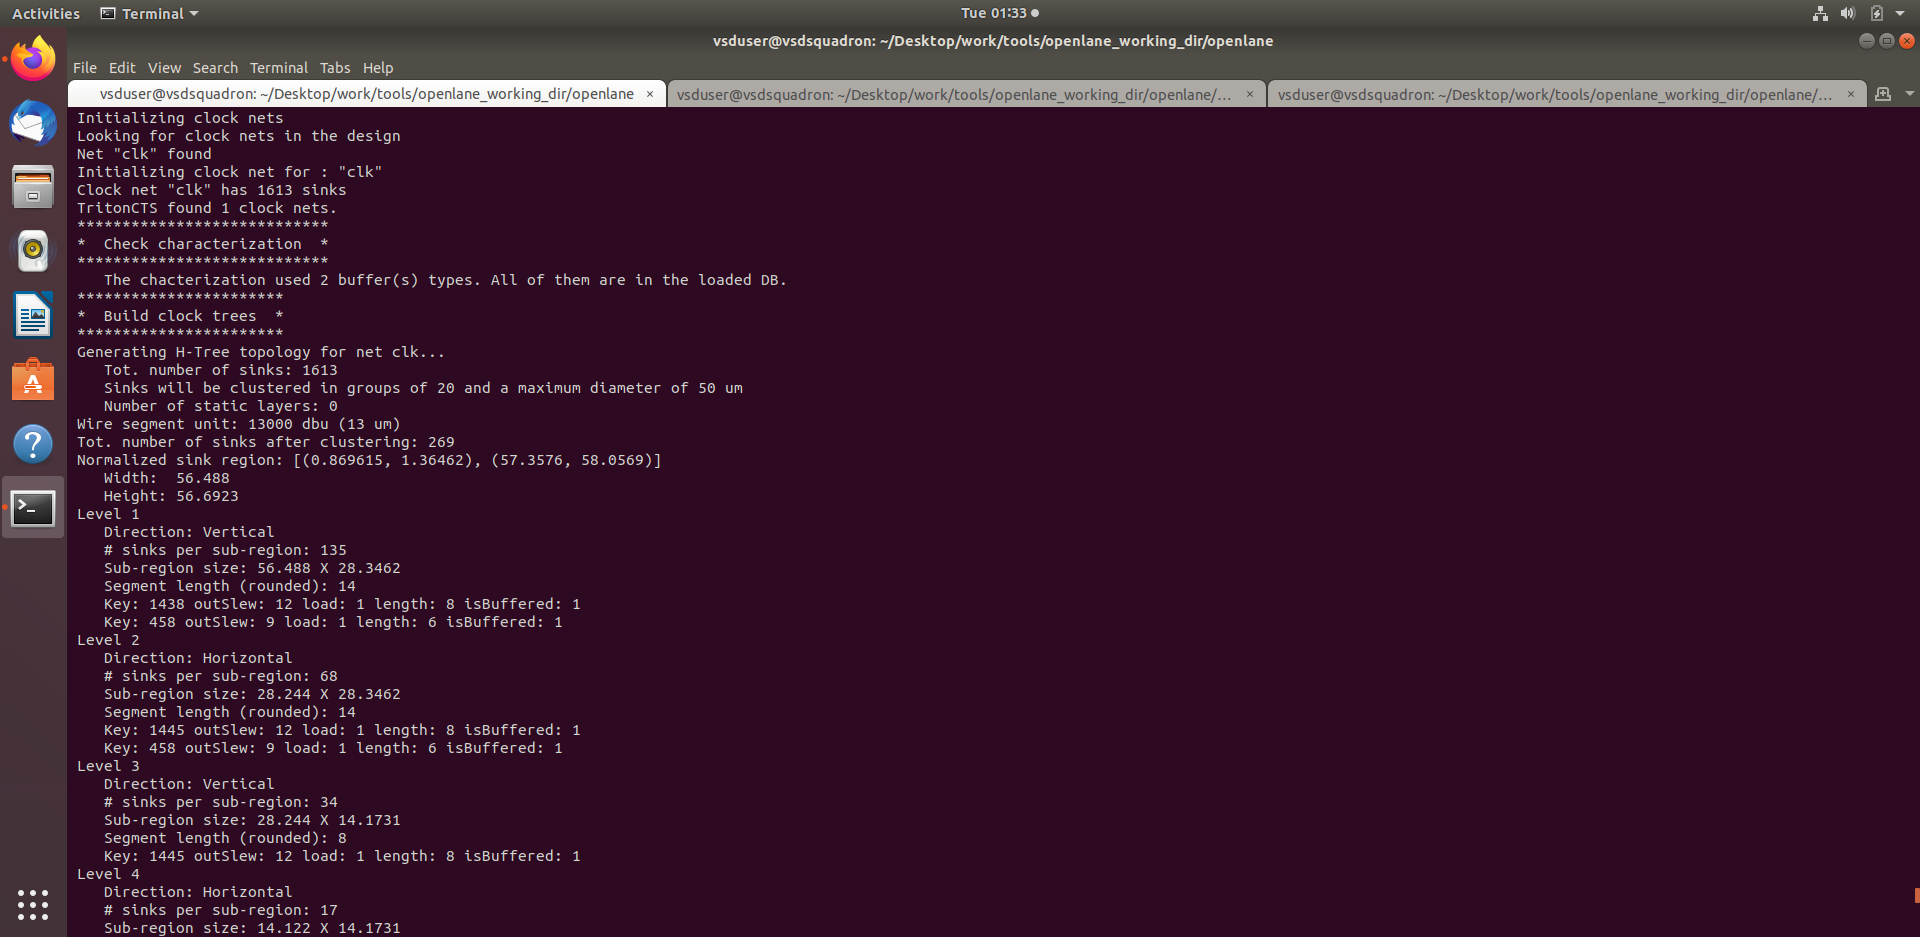 Activities Terminal Tue 01:33
vsduser@vsdsquadron: ~/Desktop/work/tools/openlane_working_dir/openlane
File Edit View Search Terminal Tabs Help
vsduser@vsdsquadron: ~/Desktop/work/tools/openlane_working_dir/openlane × vsduser@vsdsquadron: ~/Desktop/work/tools/openlane_working_dir/openlane/... × vsduser@vsdsquadron: ~/Desktop/work/tools/openlane_working_dir/openlane/... ×
Initializing clock nets
Looking for clock nets in the design
Net "clk" found
Initializing clock net for : "clk"
Clock net "clk" has 1613 sinks
TritonCTS found 1 clock nets.
****************************
*  Check characterization  *
****************************
   The chacterization used 2 buffer(s) types. All of them are in the loaded DB.
***********************
*  Build clock trees  *
***********************
Generating H-Tree topology for net clk...
   Tot. number of sinks: 1613
   Sinks will be clustered in groups of 20 and a maximum diameter of 50 um
   Number of static layers: 0
Wire segment unit: 13000 dbu (13 um)
Tot. number of sinks after clustering: 269
Normalized sink region: [(0.869615, 1.36462), (57.3576, 58.0569)]
   Width:  56.488
   Height: 56.6923
Level 1
   Direction: Vertical
   # sinks per sub-region: 135
   Sub-region size: 56.488 X 28.3462
   Segment length (rounded): 14
   Key: 1438 outSlew: 12 load: 1 length: 8 isBuffered: 1
   Key: 458 outSlew: 9 load: 1 length: 6 isBuffered: 1
Level 2
   Direction: Horizontal
   # sinks per sub-region: 68
   Sub-region size: 28.244 X 28.3462
   Segment length (rounded): 14
   Key: 1445 outSlew: 12 load: 1 length: 8 isBuffered: 1
   Key: 458 outSlew: 9 load: 1 length: 6 isBuffered: 1
Level 3
   Direction: Vertical
   # sinks per sub-region: 34
   Sub-region size: 28.244 X 14.1731
   Segment length (rounded): 8
   Key: 1445 outSlew: 12 load: 1 length: 8 isBuffered: 1
Level 4
   Direction: Horizontal
   # sinks per sub-region: 17
   Sub-region size: 14.122 X 14.1731